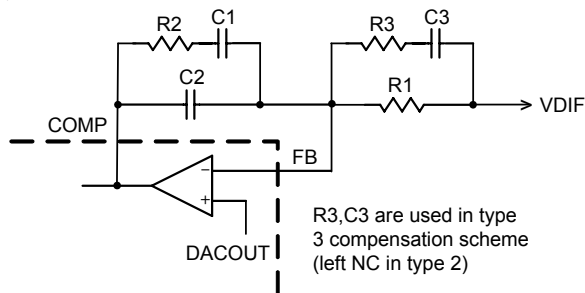 R2
C1
R3
C3
C2
R1
VDIF
COMP
FB
−
+
DACOUT
R3,C3 are used in type
3 compensation scheme
(left NC in type 2)